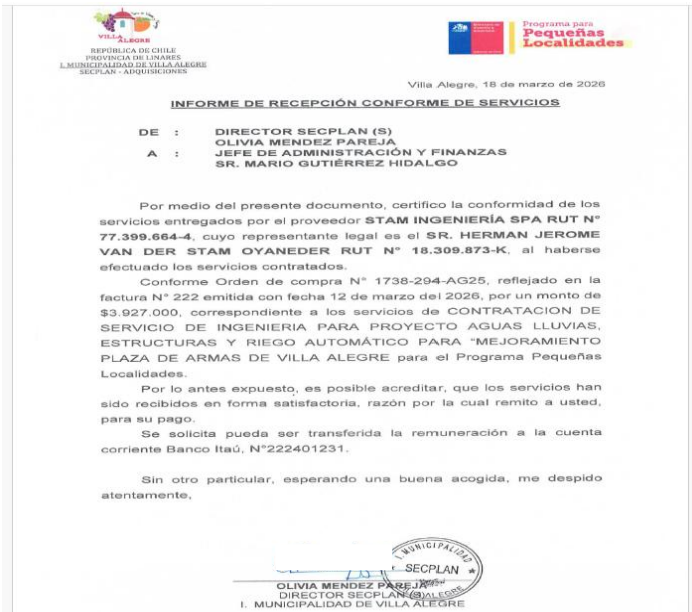 VILLA
ALEGRE
REPÚBLICA DE CHILE
PROVINCIA DE LINARES
I. MUNICIPALIDAD DE VILLA ALEGRE
SECPLAN - ADQUISICIONES
Programa para
Pequeñas
Localidades
Villa Alegre, 18 de marzo de 2026
INFORME DE RECEPCIÓN CONFORME DE SERVICIOS
DE : DIRECTOR SECPLAN (S)
OLIVIA MENDEZ PAREJA
A : JEFE DE ADMINISTRACIÓN Y FINANZAS
SR. MARIO GUTIÉRREZ HIDALGO
Por medio del presente documento, certifico la conformidad de los
servicios entregados por el proveedor STAM INGENIERÍA SPA RUT N°
77.399.664-4, cuyo representante legal es el SR. HERMAN JEROME
VAN DER STAM OYANEDER RUT N° 18.309.873-K, al haberse
efectuado los servicios contratados.
Conforme Orden de compra N° 1738-294-AG25, reflejado en la
factura N° 222 emitida con fecha 12 de marzo del 2026, por un monto de
$3.927.000, correspondiente a los servicios de CONTRATACION DE
SERVICIO DE INGENIERIA PARA PROYECTO AGUAS LLUVIAS,
ESTRUCTURAS Y RIEGO AUTOMÁTICO PARA "MEJORAMIENTO
PLAZA DE ARMAS DE VILLA ALEGRE para el Programa Pequeñas
Localidades.
Por lo antes expuesto, es posible acreditar, que los servicios han
sido recibidos en forma satisfactoria, razón por la cual remito a usted,
para su pago.
Se solicita pueda ser transferida la remuneración a la cuenta
corriente Banco Itaú, N°222401231.
Sin otro particular, esperando una buena acogida, me despido
atentamente,
I. MUNICIPALIDAD
SECPLAN
OLIVIA MENDEZ PAREJA
DIRECTOR SECPLAN (S)
I. MUNICIPALIDAD DE VILLA ALEGRE